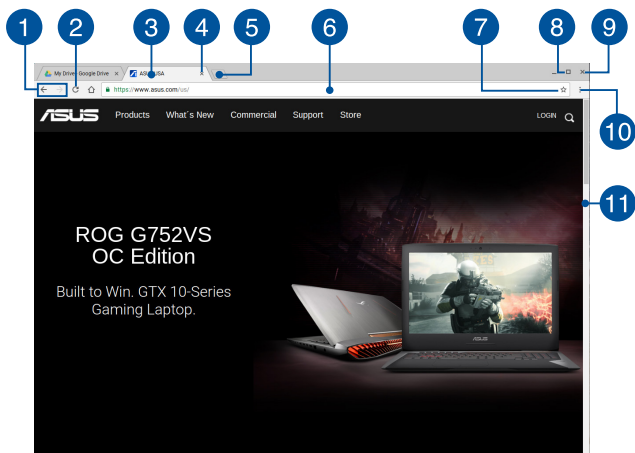 1 2 3 4 5 6 7 8 9
My Drive - Google Drive × ASUS USA ×
https://www.asus.com/us/
10
ASUS Products What´s New Commercial Support Store LOGIN
11
ROG G752VS
OC Edition
Built to Win. GTX 10-Series
Gaming Laptop.
ASUS